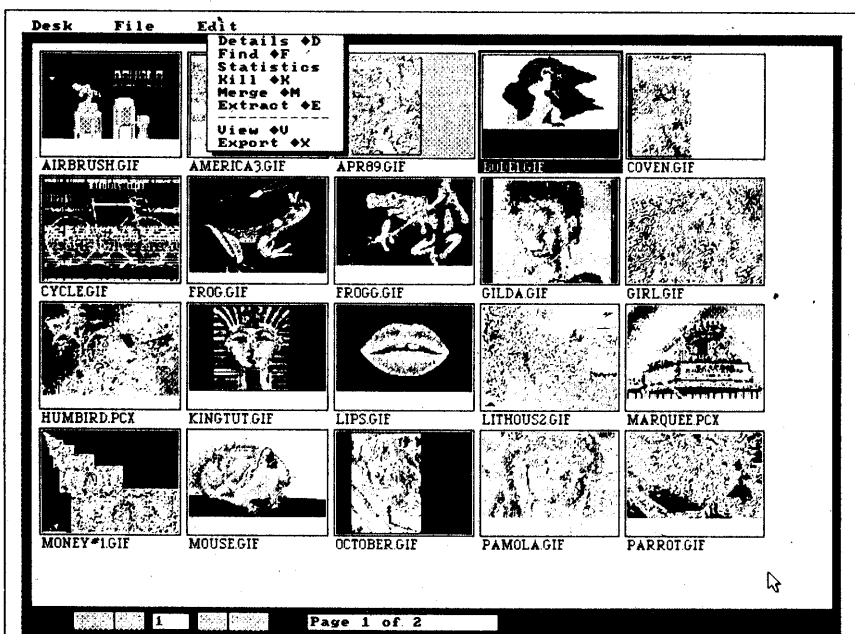 Desk File Edit
Details ◆D
Find ◆F
Statistics
Kill ◆K
Merge ◆M
Extract ◆E
--------------
View ◆V
Export ◆X
AIRBRUSH.GIF AMERICA3.GIF APR89.GIF BODE1.GIF COVEN.GIF
CYCLE.GIF FROG.GIF FROGG.GIF GILDA.GIF GIRL.GIF
HUMBIRD.PCX KINGTUT.GIF LIPS.GIF LITHOUS2.GIF MARQUEE.PCX
MONEY#1.GIF MOUSE.GIF OCTOBER.GIF PAMOLA.GIF PARROT.GIF
1 Page 1 of 2